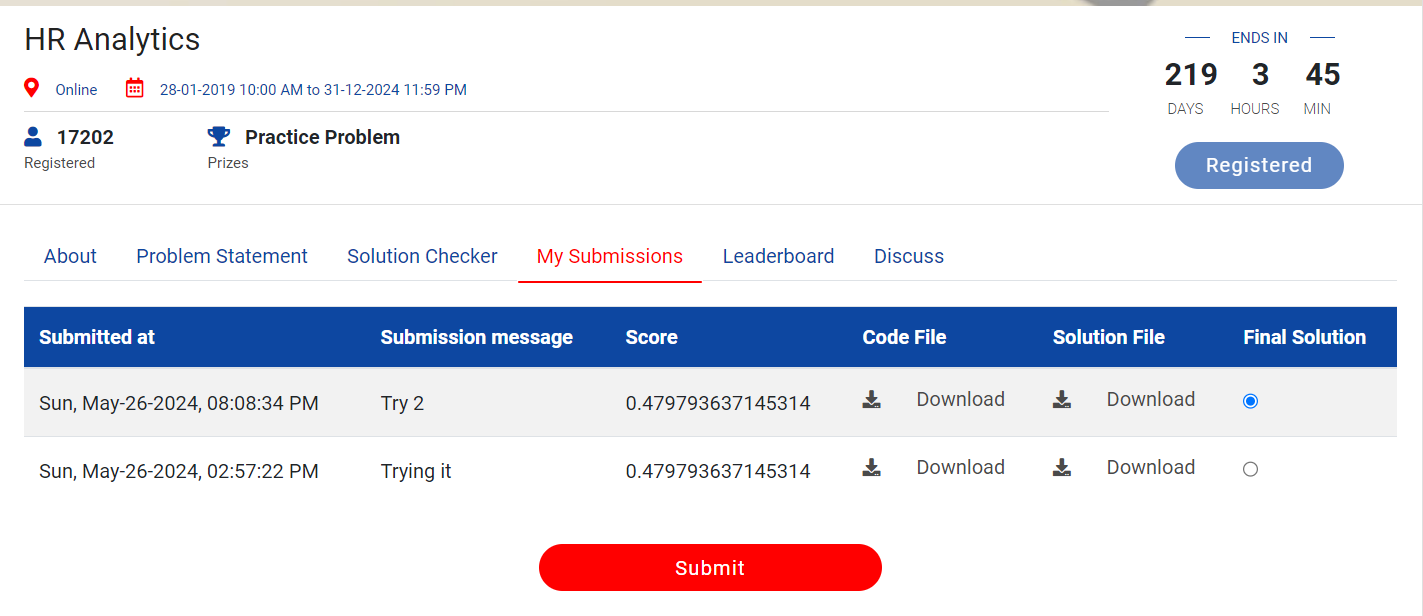 HR Analytics
Online 28-01-2019 10:00 AM to 31-12-2024 11:59 PM
17202 Practice Problem
Registered Prizes
ENDS IN
219 3 45
DAYS HOURS MIN
Registered
About Problem Statement Solution Checker My Submissions Leaderboard Discuss
Submitted at Submission message Score Code File Solution File Final Solution
Sun, May-26-2024, 08:08:34 PM Try 2 0.479793637145314 Download Download
Sun, May-26-2024, 02:57:22 PM Trying it 0.479793637145314 Download Download
Submit